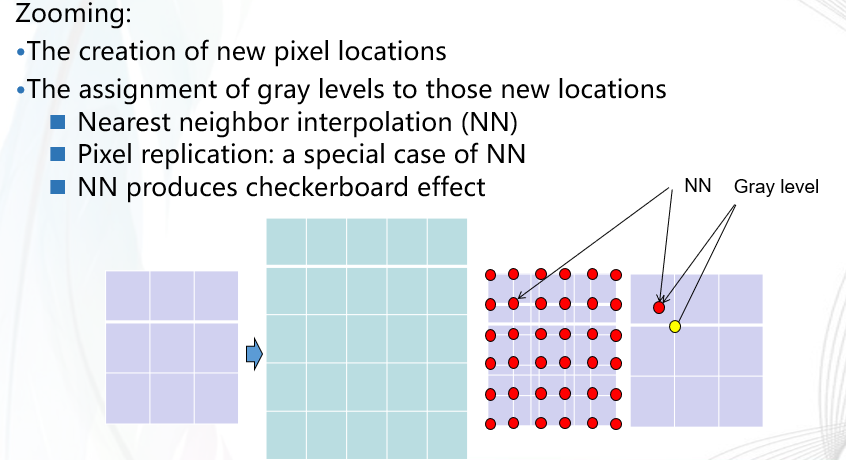 Zooming:
•The creation of new pixel locations
•The assignment of gray levels to those new locations
■ Nearest neighbor interpolation (NN)
■ Pixel replication: a special case of NN
■ NN produces checkerboard effect
NN Gray level